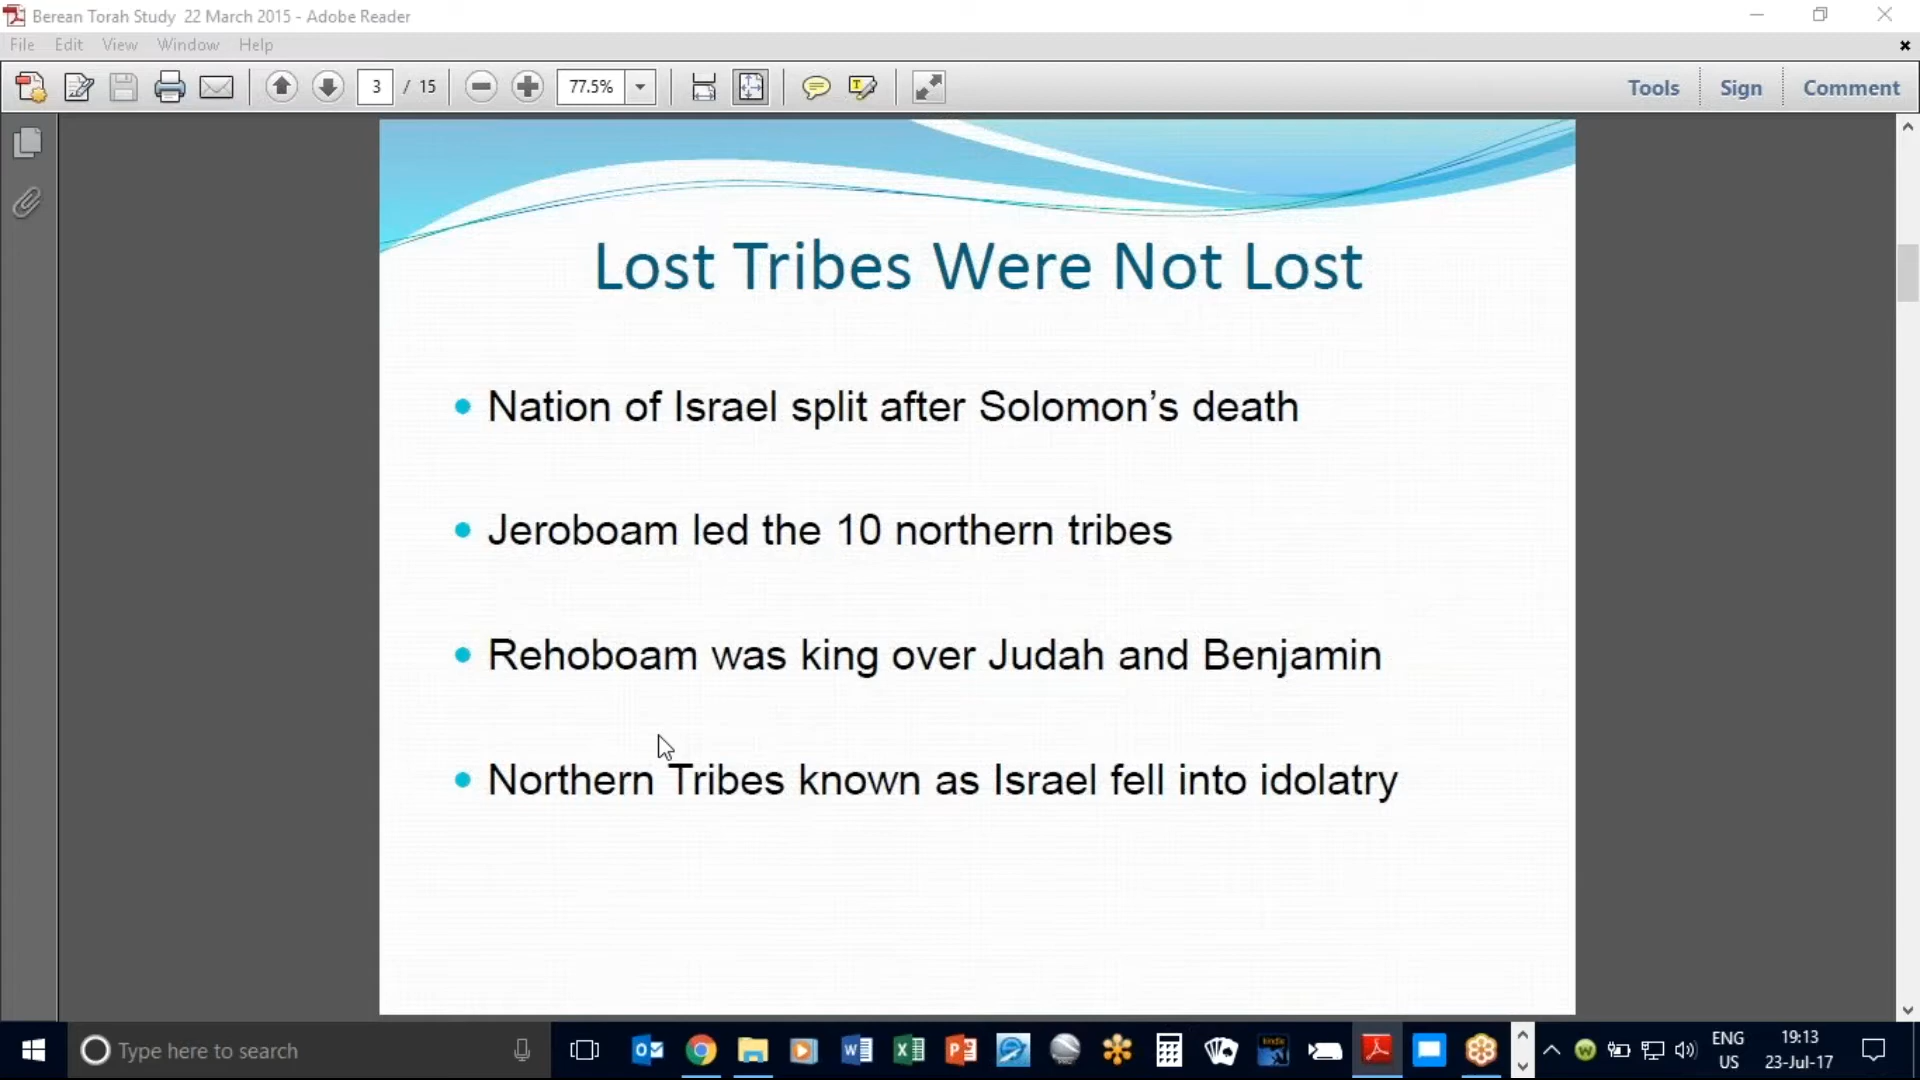 Berean Torah Study 22 March 2015 - Adobe Reader
File Edit View Window Help
3 / 15 77.5% Tools Sign Comment
Lost Tribes Were Not Lost
• Nation of Israel split after Solomon’s death
• Jeroboam led the 10 northern tribes
• Rehoboam was king over Judah and Benjamin
• Northern Tribes known as Israel fell into idolatry
Type here to search
ENG 19:13
US 23-Jul-17